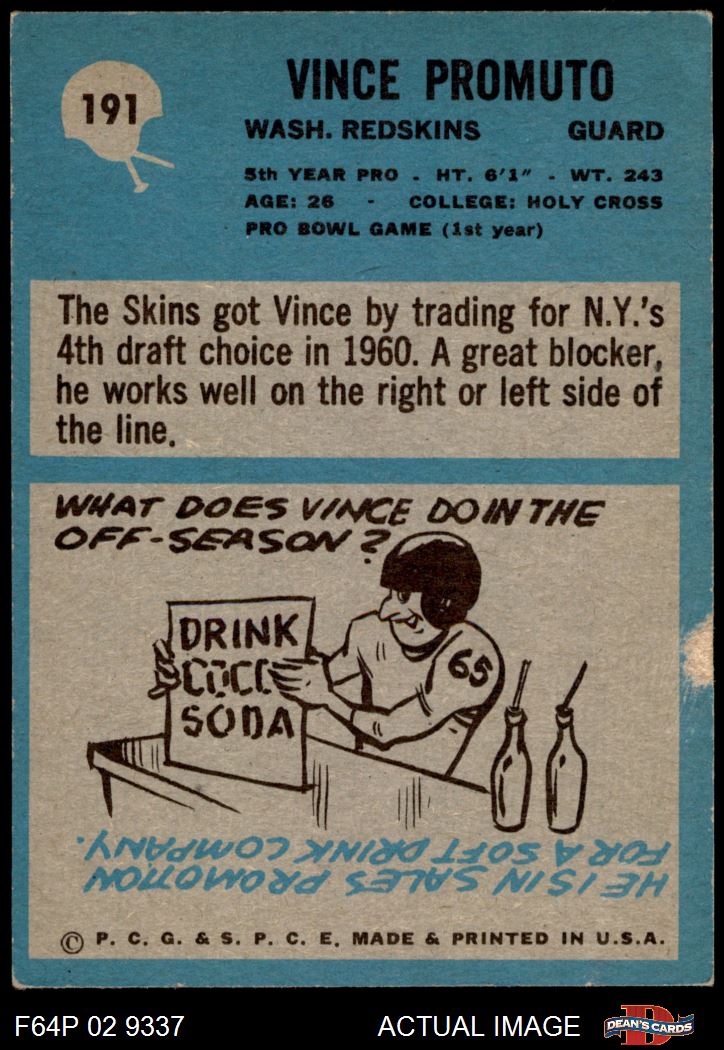 191
VINCE PROMUTO
WASH. REDSKINS GUARD
5th YEAR PRO - HT. 6'1" - WT. 243
AGE: 26 - COLLEGE: HOLY CROSS
PRO BOWL GAME (1st year)
The Skins got Vince by trading for N.Y.'s
4th draft choice in 1960. A great blocker,
he works well on the right or left side of
the line.
WHAT DOES VINCE DO IN THE
OFF-SEASON?
DRINK
SODA
65
HE IS IN SALES PROMOTION
FOR A SOFT DRINK COMPANY.
© P. C. G. & S. P. C. E. MADE & PRINTED IN U.S.A.
F64P 02 9337 ACTUAL IMAGE
D
DEAN'S CARDS